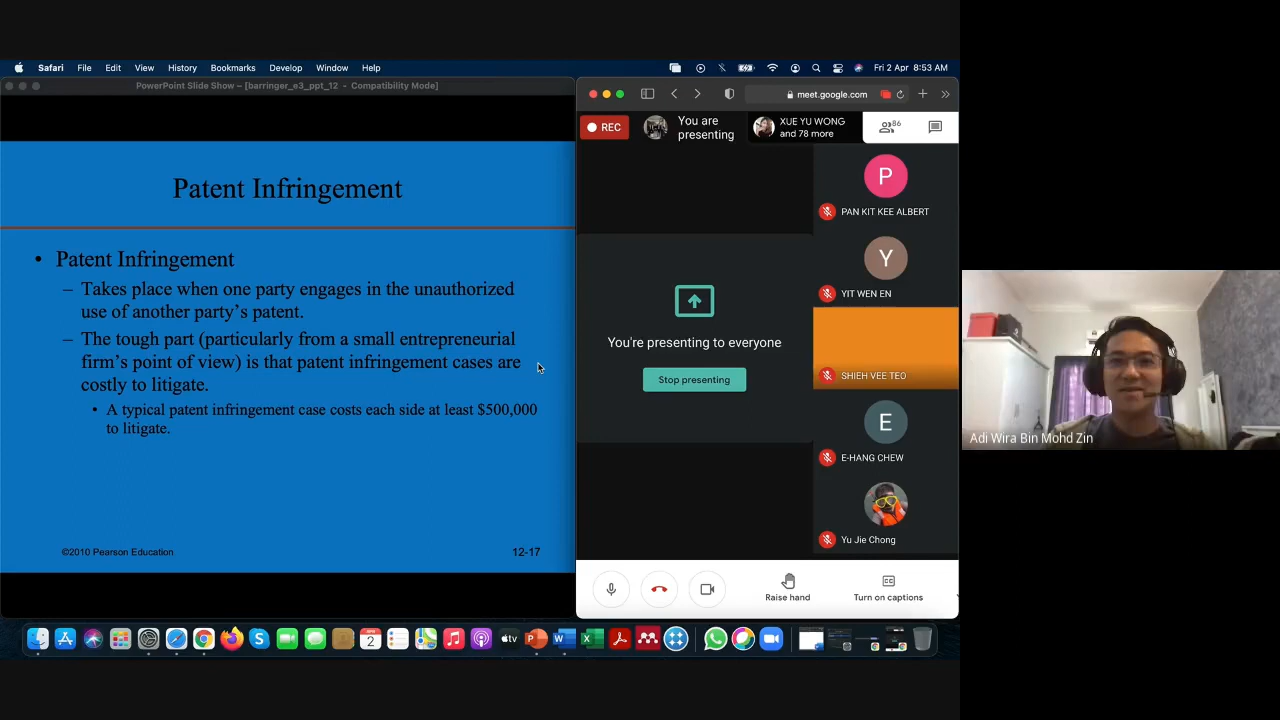 Safari File Edit View History Bookmarks Develop Window Help
Fri 2 Apr 8:53 AM
PowerPoint Slide Show – [barringer_e3_ppt_12 - Compatibility Mode]
Patent Infringement
• Patent Infringement
– Takes place when one party engages in the unauthorized
use of another party's patent.
– The tough part (particularly from a small entrepreneurial
firm's point of view) is that patent infringement cases are
costly to litigate.
• A typical patent infringement case costs each side at least $500,000
to litigate.
©2010 Pearson Education
12-17
meet.google.com
REC
You are
presenting
XUE YU WONG
and 78 more
86
P
PAN KIT KEE ALBERT
Y
YIT WEN EN
SHIEH VEE TEO
E
E-HANG CHEW
Yu Jie Chong
You're presenting to everyone
Stop presenting
Raise hand
Turn on captions
APR
2
tv
Adi Wira Bin Mohd Zin